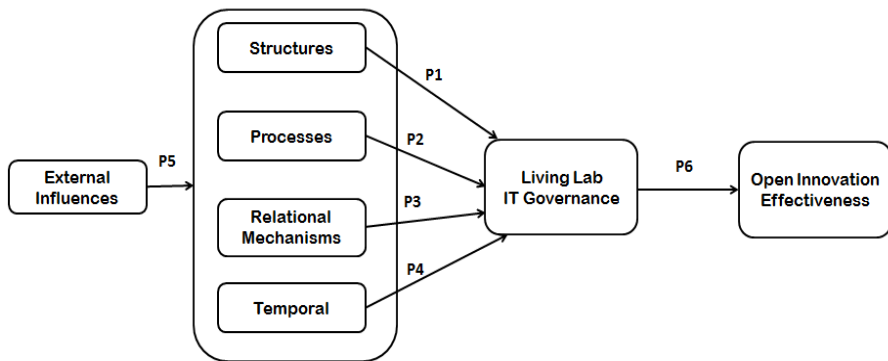 Structures
P1
Processes
P2
P5
External
Influences
Living Lab
IT Governance
P6
Open Innovation
Effectiveness
Relational
Mechanisms
P3
Temporal
P4